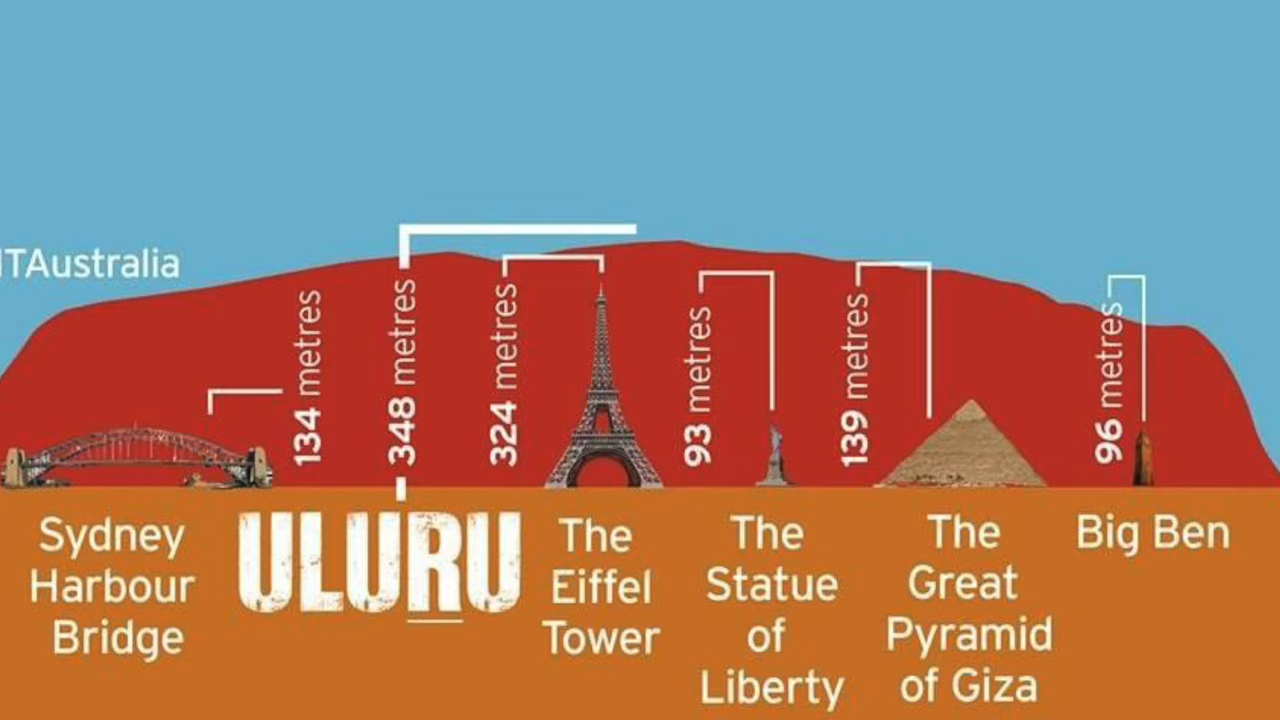 ITAustralia
134 metres
348 metres
324 metres
93 metres
139 metres
96 metres
Sydney
Harbour
Bridge
ULURU
The
Eiffel
Tower
The
Statue
of
Liberty
The
Great
Pyramid
of Giza
Big Ben